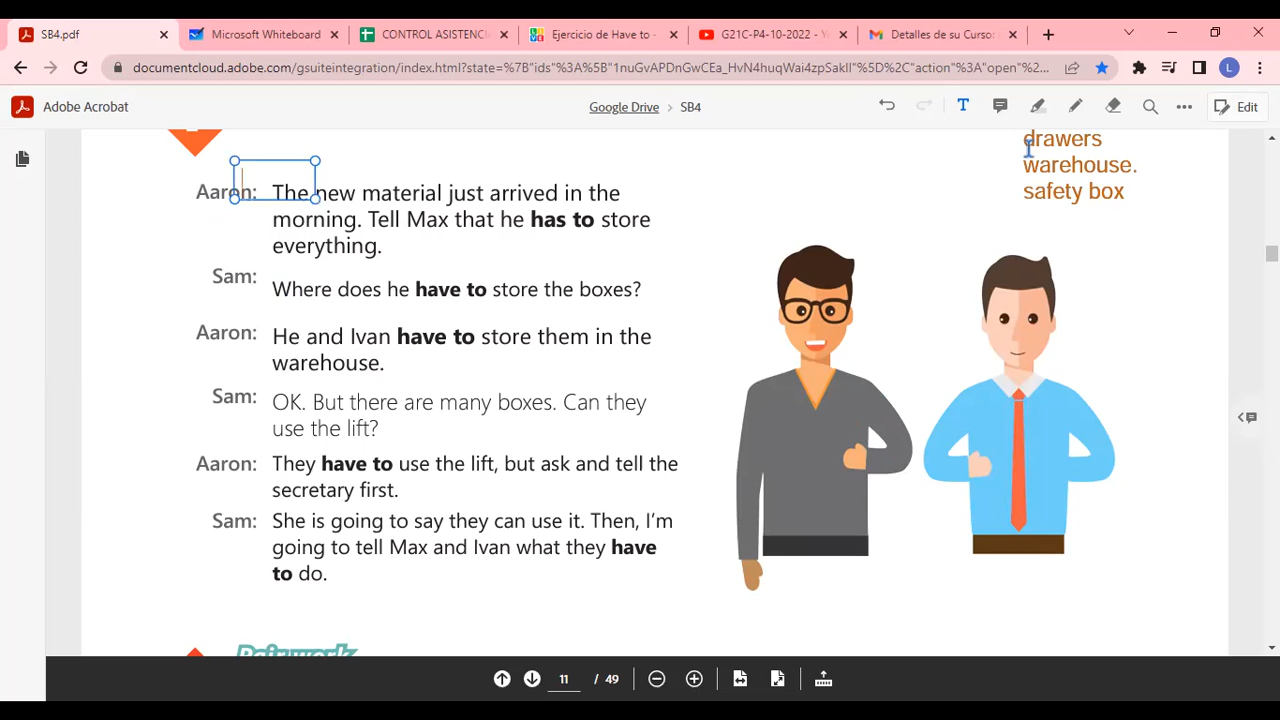 SB4.pdf
Microsoft Whiteboard
CONTROL ASISTENCI
Ejercicio de Have to -
G21C-P4-10-2022 - Y
Detalles de su Curso:
documentcloud.adobe.com/gsuiteintegration/index.html?state=%7B"ids"%3A%5B"1nuGvAPDnGwCEa_HvN4huqWai4zpSakIl"%5D%2C"action"%3A"open"%2...
L
Adobe Acrobat
Google Drive
SB4
T
Edit
drawers
warehouse.
safety box
Aaron: The new material just arrived in the
morning. Tell Max that he has to store
everything.
Sam: Where does he have to store the boxes?
Aaron: He and Ivan have to store them in the
warehouse.
Sam: OK. But there are many boxes. Can they
use the lift?
Aaron: They have to use the lift, but ask and tell the
secretary first.
Sam: She is going to say they can use it. Then, I'm
going to tell Max and Ivan what they have
to do.
Pair work
11 / 49